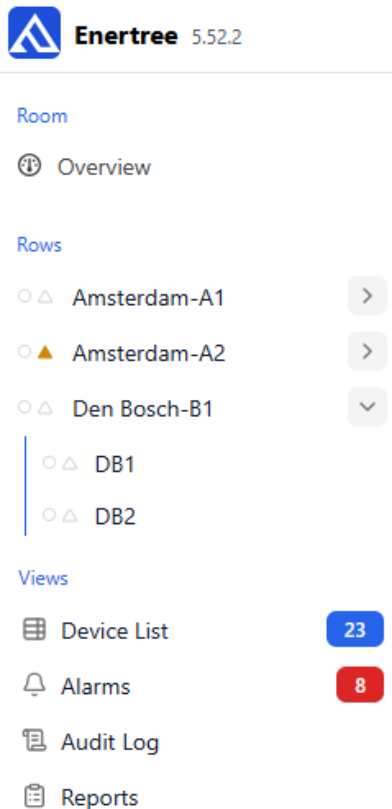 Enertree 5.52.2
Room
Overview
Rows
Amsterdam-A1
Amsterdam-A2
Den Bosch-B1
DB1
DB2
Views
Device List 23
Alarms 8
Audit Log
Reports